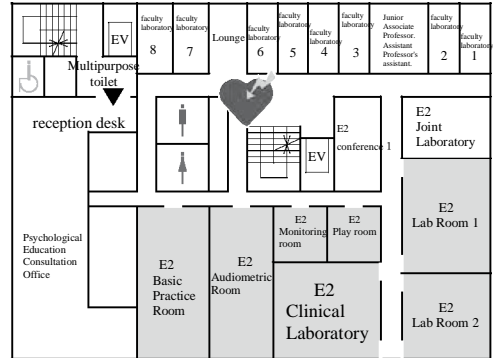 faculty
laboratory
8
faculty
laboratory
7
Lounge
faculty
laboratory
6
faculty
laboratory
5
faculty
laboratory
4
faculty
laboratory
3
Junior
Associate
Professor.
Assistant
Professor's
assistant.
faculty
laboratory
2
faculty
laboratory
1
EV
Multipurpose
toilet
reception desk
E2
conference 1
EV
E2
Joint
Laboratory
E2
Lab Room 1
E2
Lab Room 2
Psychological
Education
Consultation
Office
E2
Basic
Practice
Room
E2
Audiometric
Room
E2
Monitoring
room
E2
Play room
E2
Clinical
Laboratory